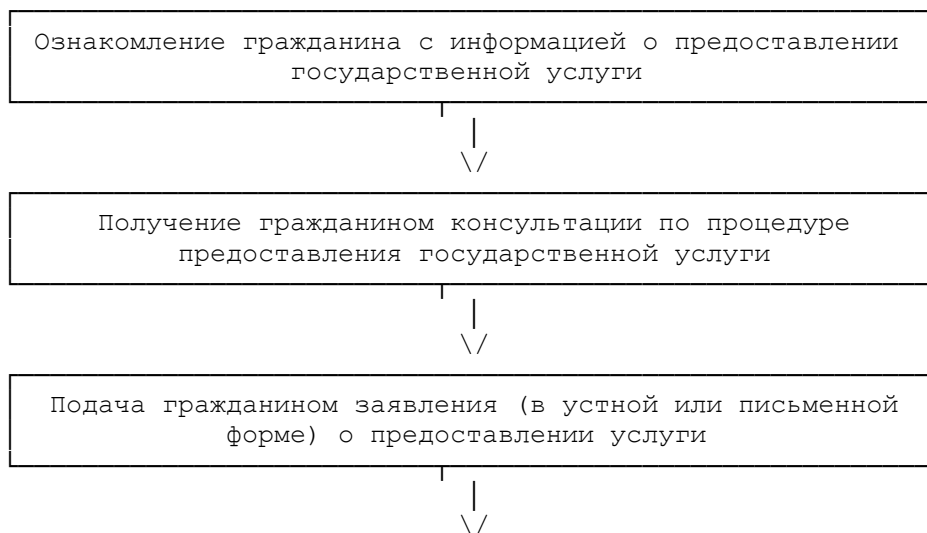 Ознакомление гражданина с информацией о предоставлении
государственной услуги
Получение гражданином консультации по процедуре
предоставления государственной услуги
Подача гражданином заявления (в устной или письменной
форме) о предоставлении услуги